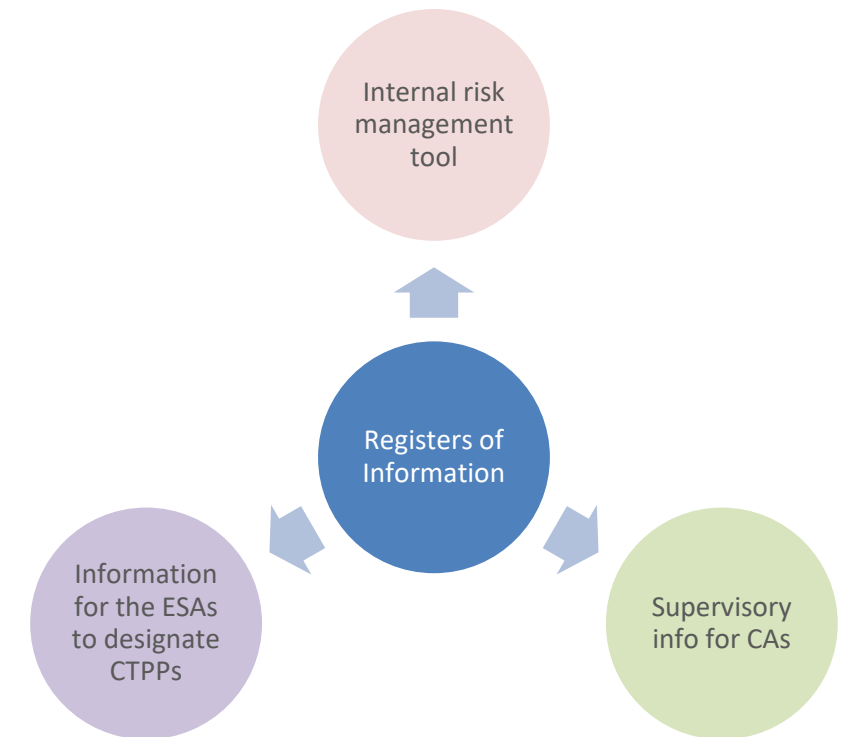 Internal risk
management
tool
Registers of
Information
Information
for the ESAs
to designate
CTPPs
Supervisory
info for CAs